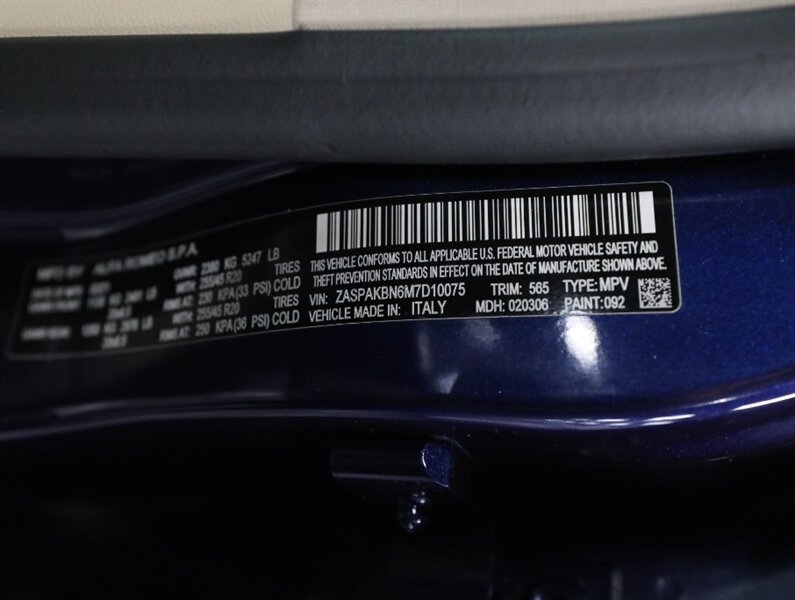 MFD BY: ALFA ROMEO S.P.A.
GVWR: 2380 KG 5247 LB
WITH: 255/45 R20 TIRES
RIMS AT: 230 KPA (33 PSI) COLD
WITH: 255/45 R20 TIRES
RIMS AT: 250 KPA (36 PSI) COLD
THIS VEHICLE CONFORMS TO ALL APPLICABLE U.S. FEDERAL MOTOR VEHICLE SAFETY AND
THEFT PREVENTION STANDARDS IN EFFECT ON THE DATE OF MANUFACTURE SHOWN ABOVE.
VIN: ZASPAKBN6M7D10075 TRIM: 565 TYPE: MPV
VEHICLE MADE IN: ITALY MDH: 020306 PAINT: 092